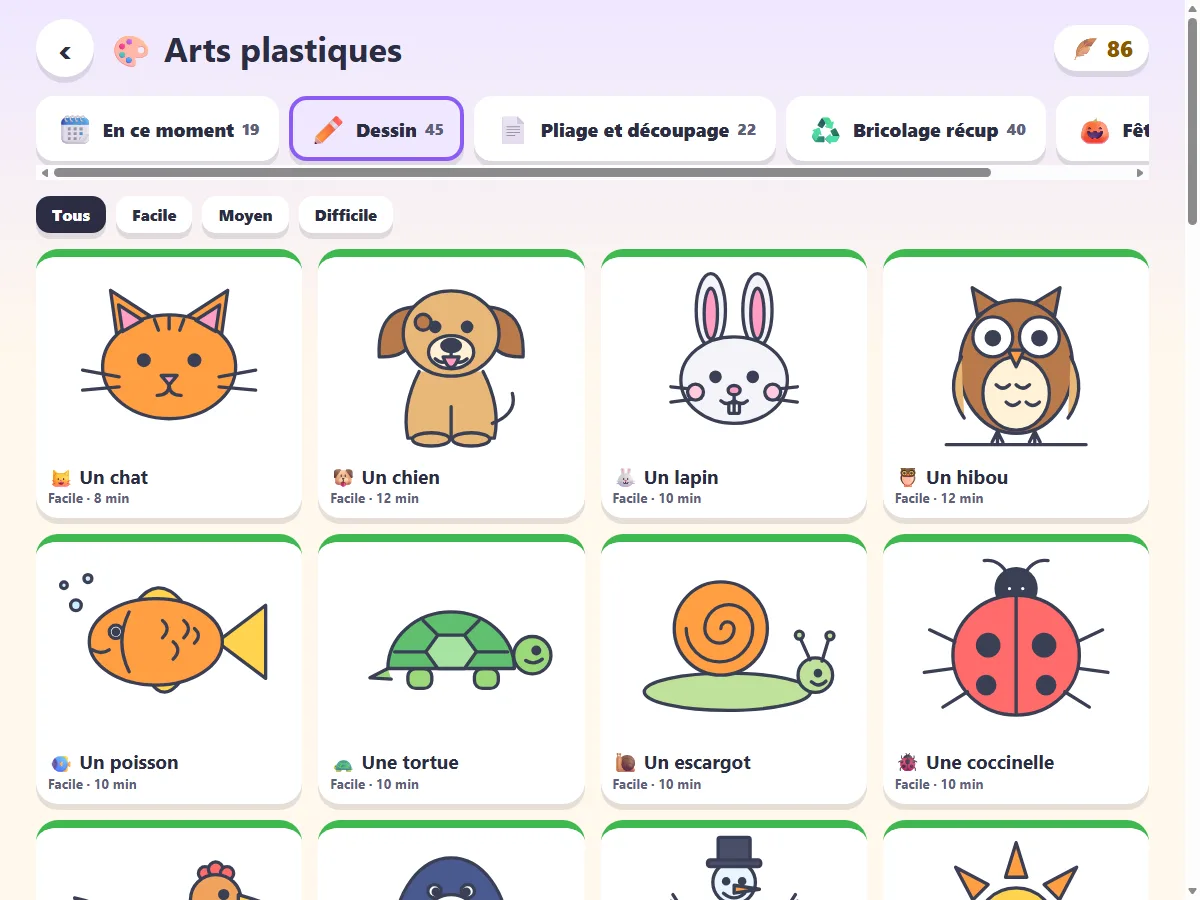 ‹ Arts plastiques 86
En ce moment 19 Dessin 45 Pliage et découpage 22 Bricolage récup 40 Fêt
Tous Facile Moyen Difficile
Un chat Un chien Un lapin Un hibou
Facile · 8 min Facile · 12 min Facile · 10 min Facile · 12 min
Un poisson Une tortue Un escargot Une coccinelle
Facile · 10 min Facile · 10 min Facile · 10 min Facile · 10 min